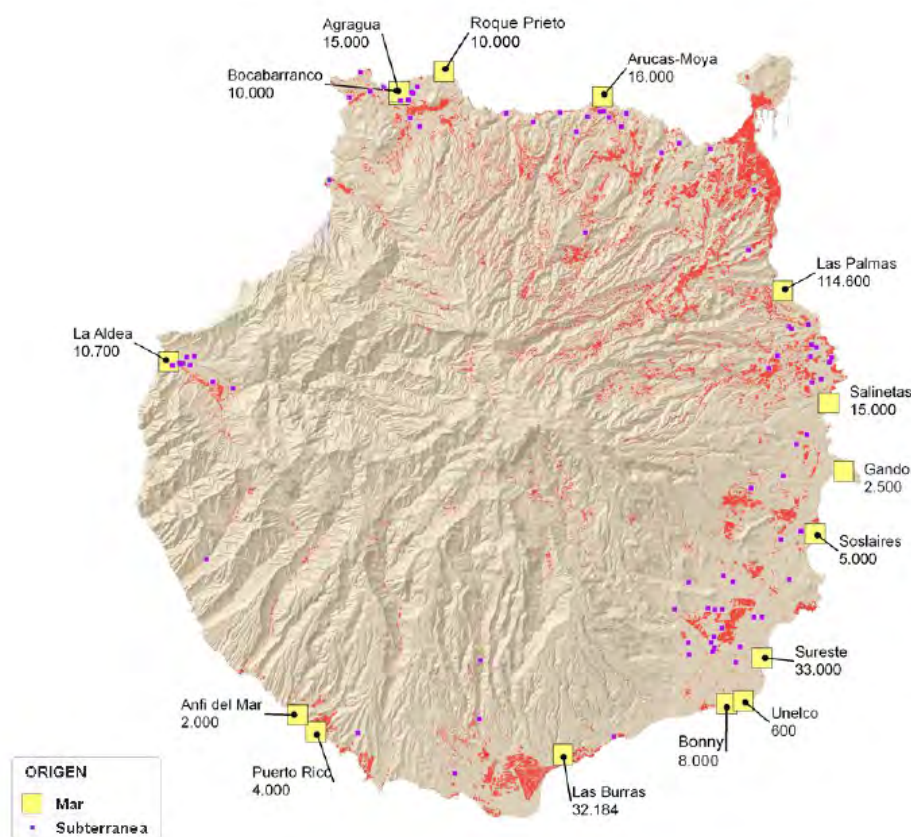 Agragua
15.000
Roque Prieto
10.000
Bocabarranco
10.000
Arucas-Moya
16.000
Las Palmas
114.600
La Aldea
10.700
Salinetas
15.000
Gando
2.500
Soslaires
5.000
Sureste
33.000
Anfi del Mar
2.000
Unelco
600
Bonny
8.000
Puerto Rico
4.000
Las Burras
32.184
ORIGEN
Mar
Subterranea